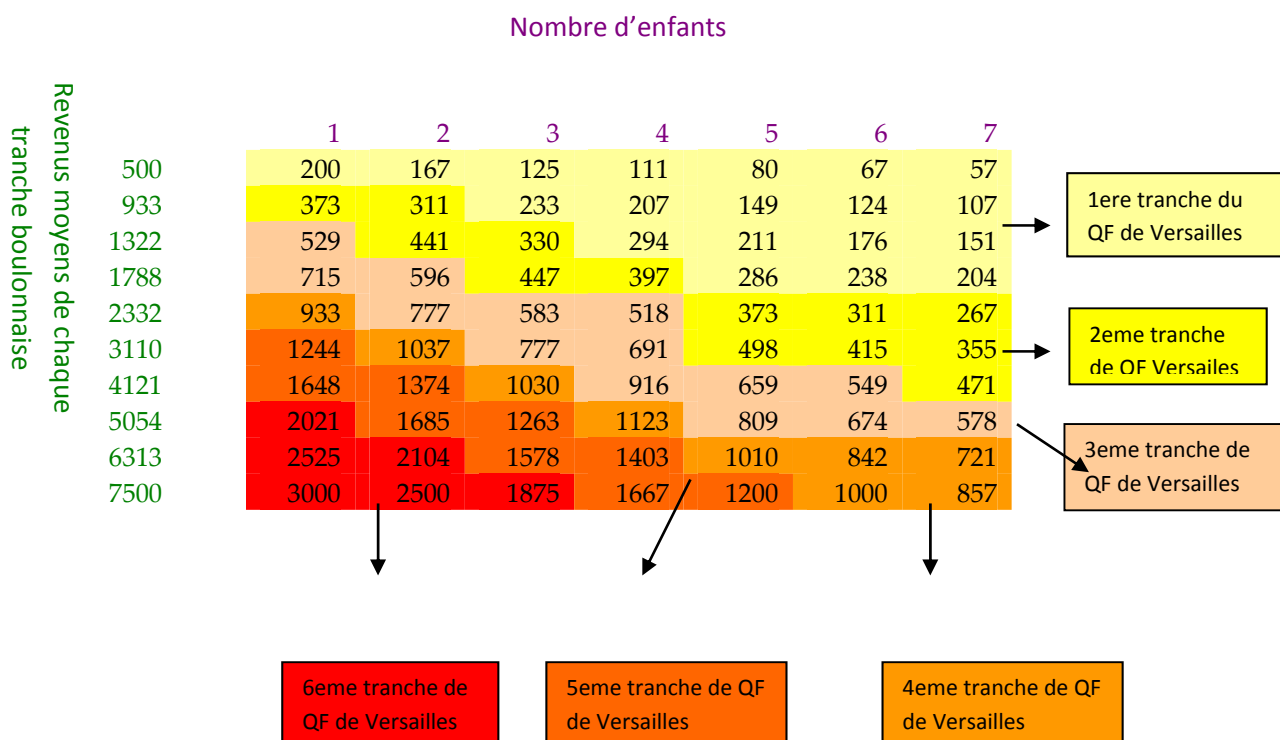 Nombre d'enfants
Revenus moyens de chaque
tranche boulonnaise
1 2 3 4 5 6 7
500 200 167 125 111 80 67 57
933 373 311 233 207 149 124 107
1322 529 441 330 294 211 176 151
1788 715 596 447 397 286 238 204
2332 933 777 583 518 373 311 267
3110 1244 1037 777 691 498 415 355
4121 1648 1374 1030 916 659 549 471
5054 2021 1685 1263 1123 809 674 578
6313 2525 2104 1578 1403 1010 842 721
7500 3000 2500 1875 1667 1200 1000 857
1ere tranche du
QF de Versailles
2eme tranche
de QF Versailes
3eme tranche de
QF de Versailles
6eme tranche de
QF de Versailles
5eme tranche de QF
de Versailles
4eme tranche de QF
de Versailles